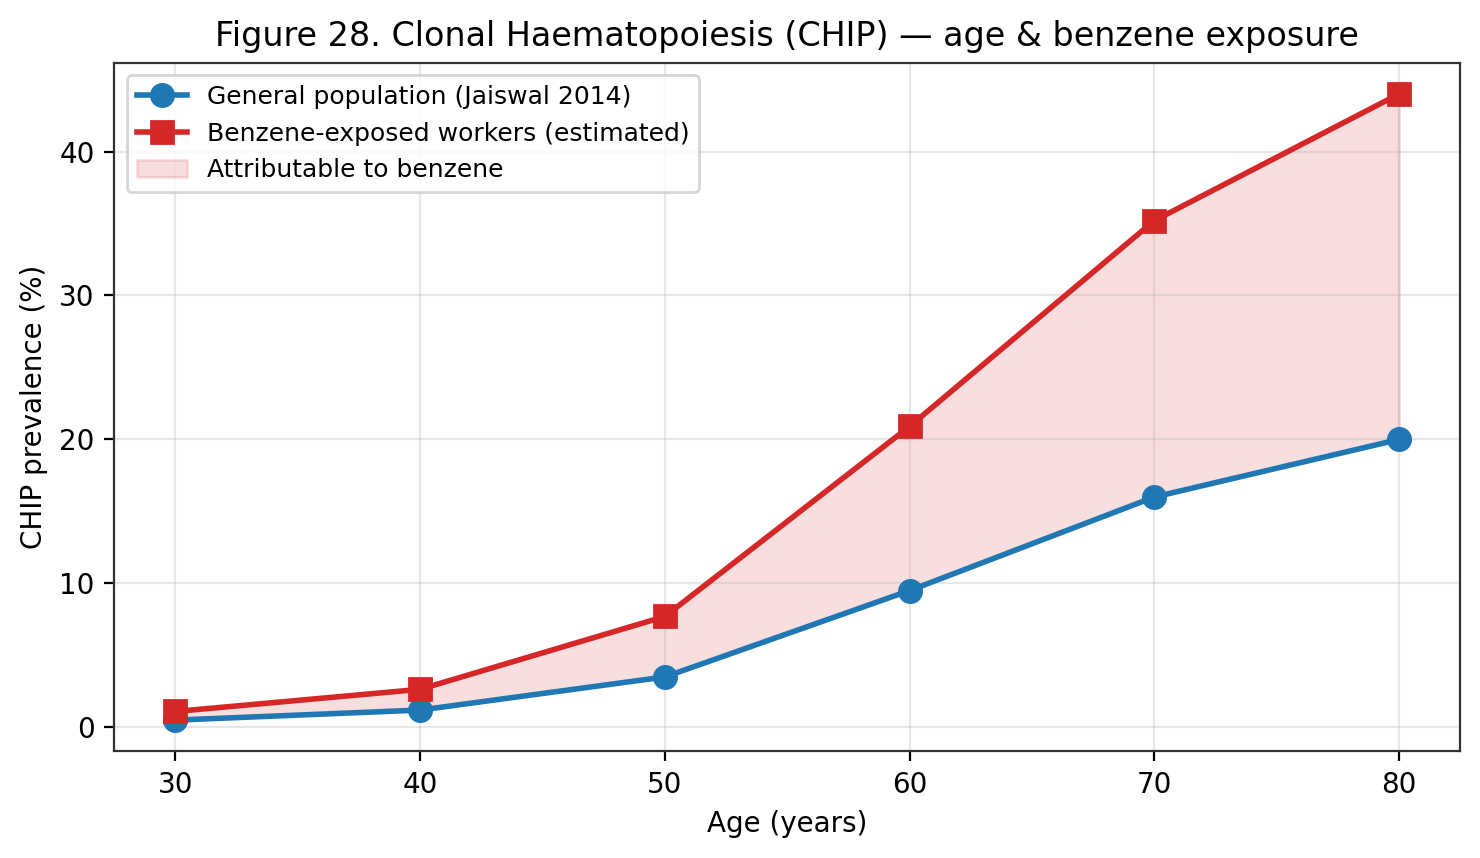 Figure 28. Clonal Haematopoiesis (CHIP) — age & benzene exposure
General population (Jaiswal 2014)
Benzene-exposed workers (estimated)
Attributable to benzene
CHIP prevalence (%)
40
30
20
10
0
30 40 50 60 70 80
Age (years)